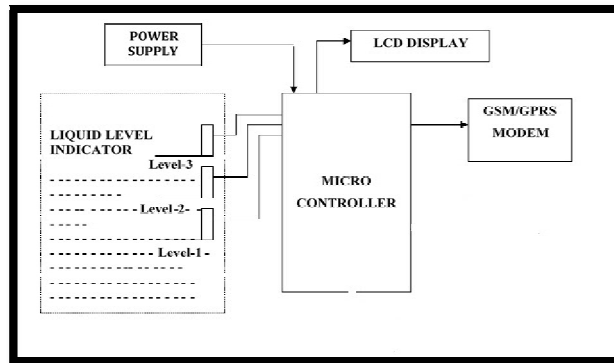 POWER
SUPPLY
LCD DISPLAY
GSM/GPRS
MODEM
LIQUID LEVEL
INDICATOR
Level-3
MICRO
CONTROLLER
Level-2
Level-1